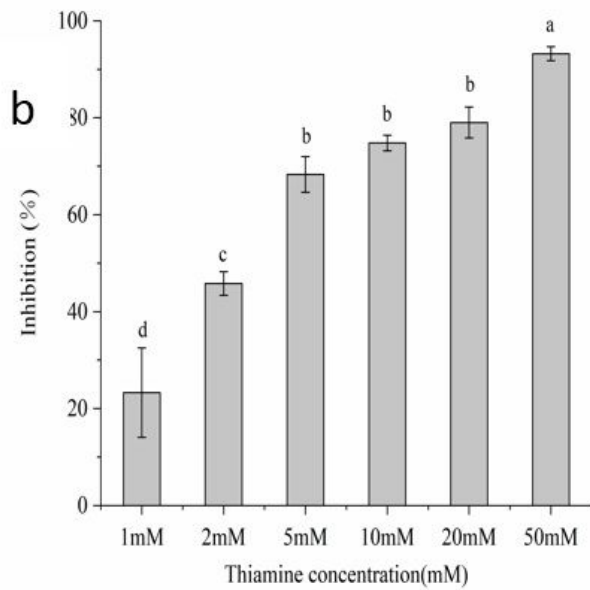 b
100
80
60
40
20
0
Inhibition (%)
d
c
b
b
b
a
1mM 2mM 5mM 10mM 20mM 50mM
Thiamine concentration(mM)